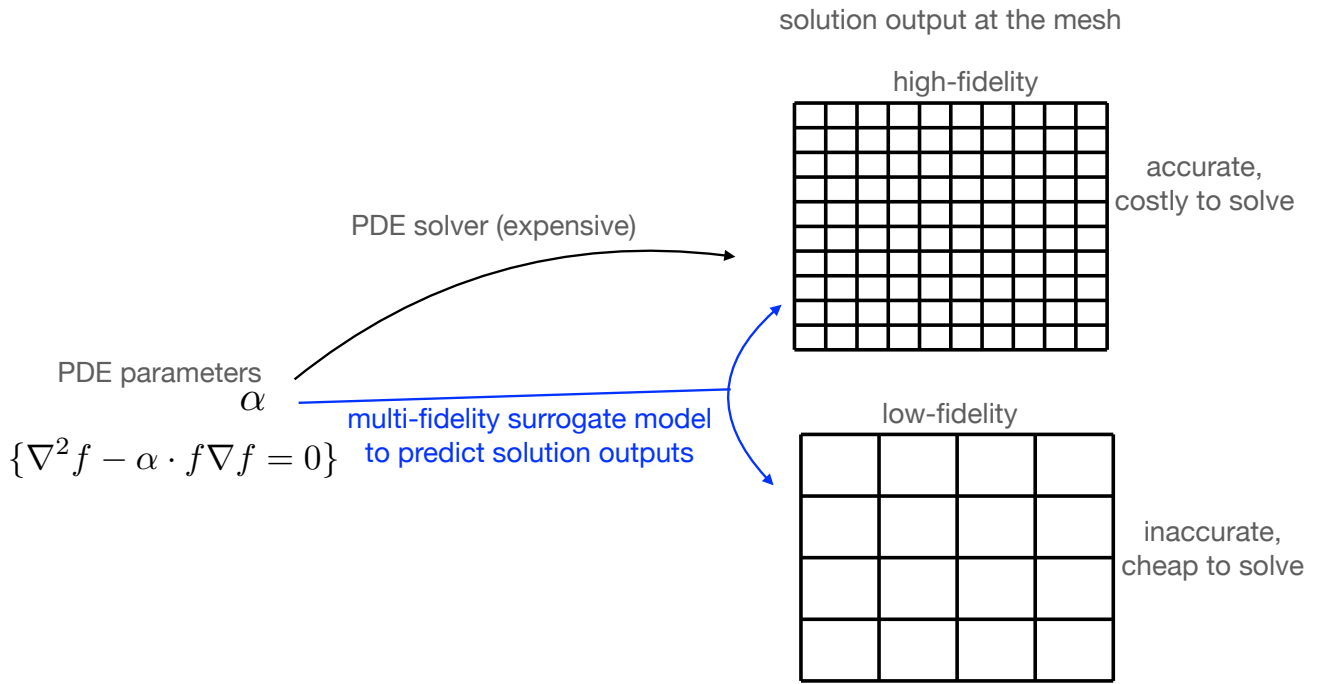 solution output at the mesh
high-fidelity
accurate,
costly to solve
PDE solver (expensive)
PDE parameters
α
{∇²f − α · f∇f = 0}
multi-fidelity surrogate model
to predict solution outputs
low-fidelity
inaccurate,
cheap to solve